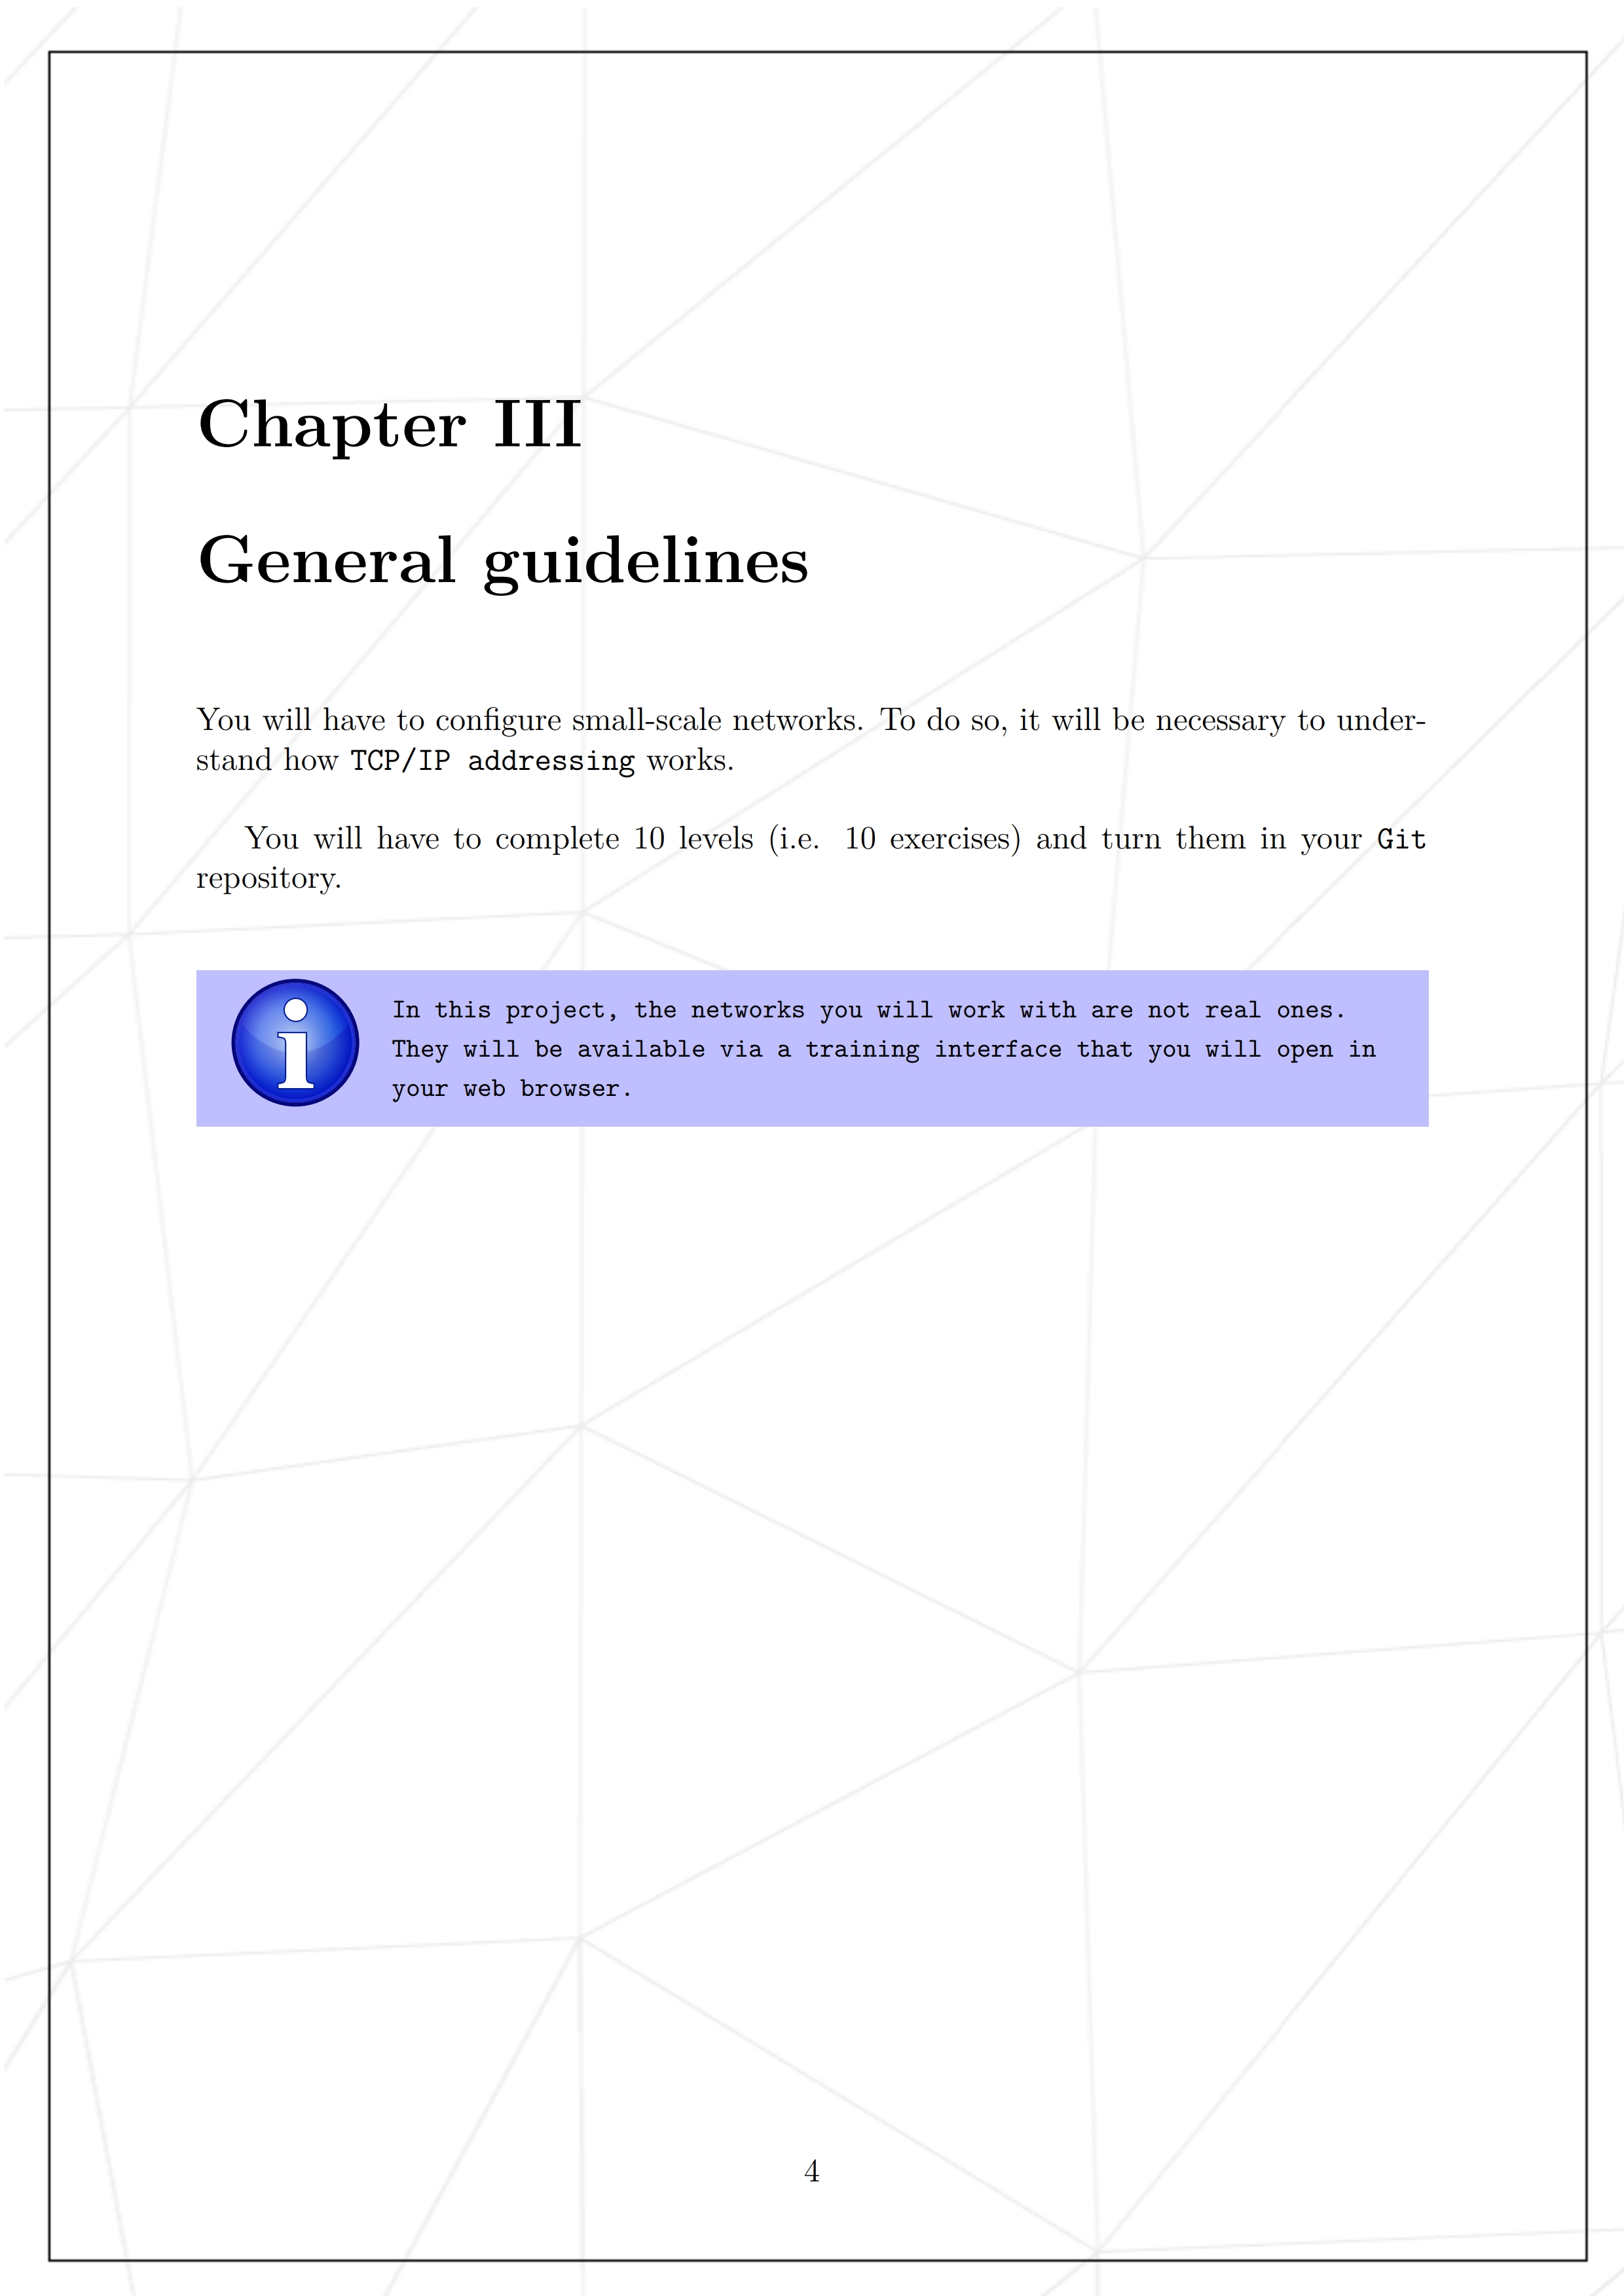 Chapter III
General guidelines
You will have to configure small-scale networks. To do so, it will be necessary to under-
stand how TCP/IP addressing works.
You will have to complete 10 levels (i.e. 10 exercises) and turn them in your Git
repository.
In this project, the networks you will work with are not real ones.
They will be available via a training interface that you will open in
your web browser.
4